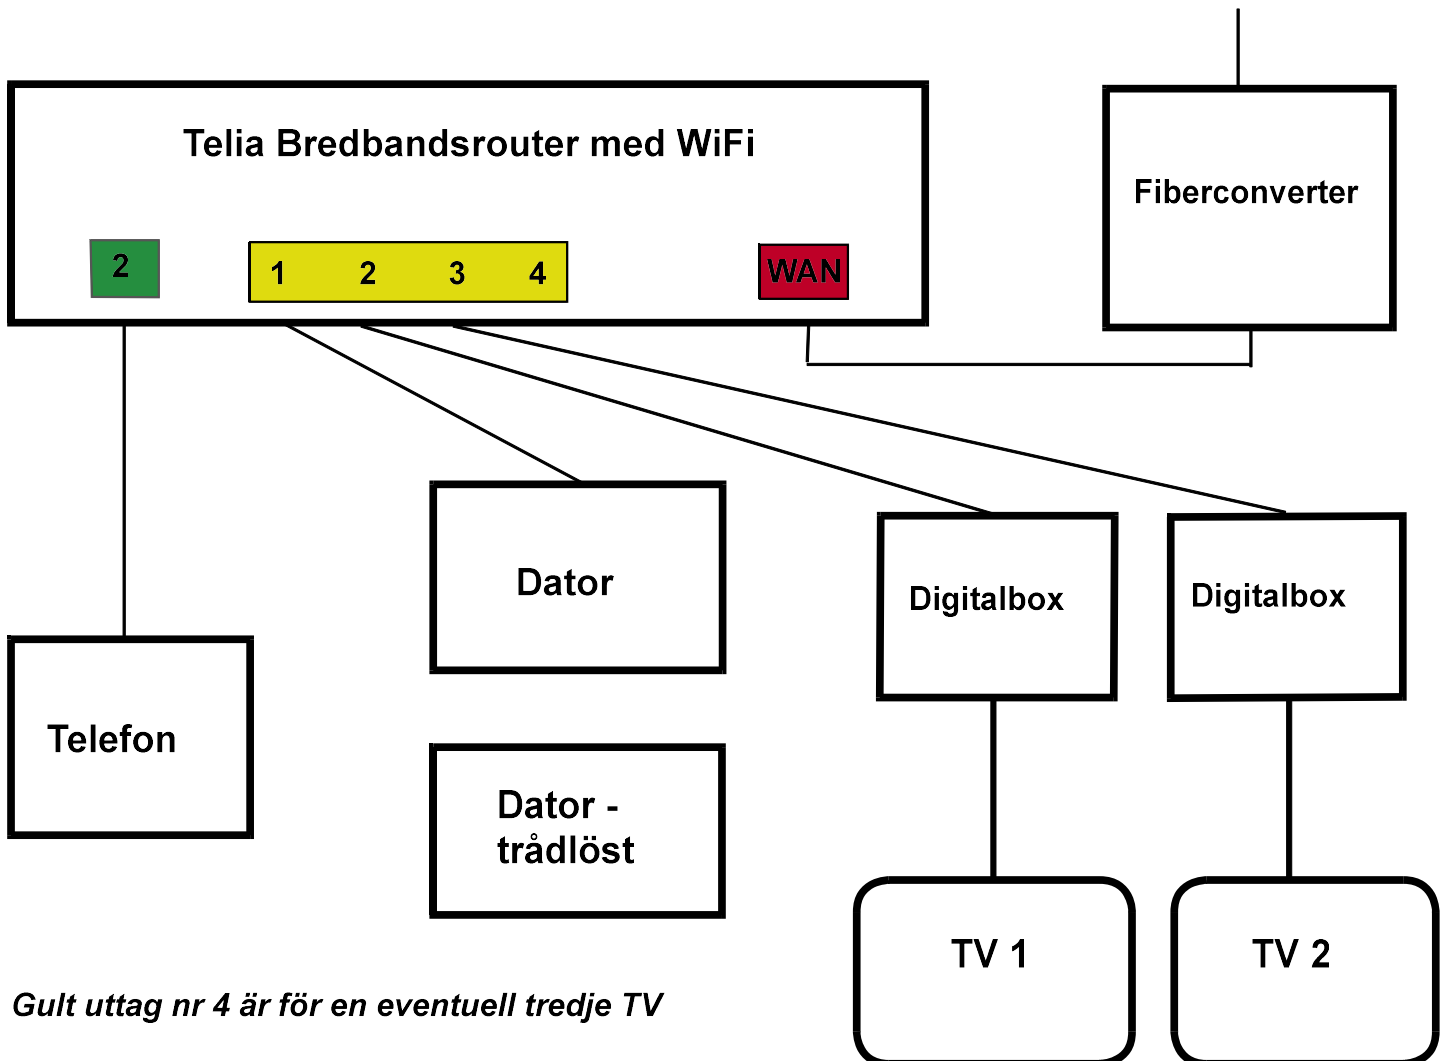 Telia Bredbandsrouter med WiFi
Fiberconverter
2
1 2 3 4
WAN
Dator
Digitalbox
Digitalbox
Telefon
Dator -
trådlöst
TV 1
TV 2
Gult uttag nr 4 är för en eventuell tredje TV